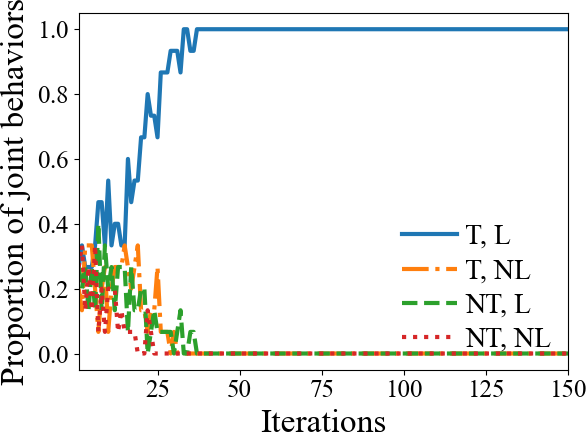 Proportion of joint behaviors
1.0
0.8
0.6
0.4
0.2
0.0
T, L
T, NL
NT, L
NT, NL
25 50 75 100 125 150
Iterations